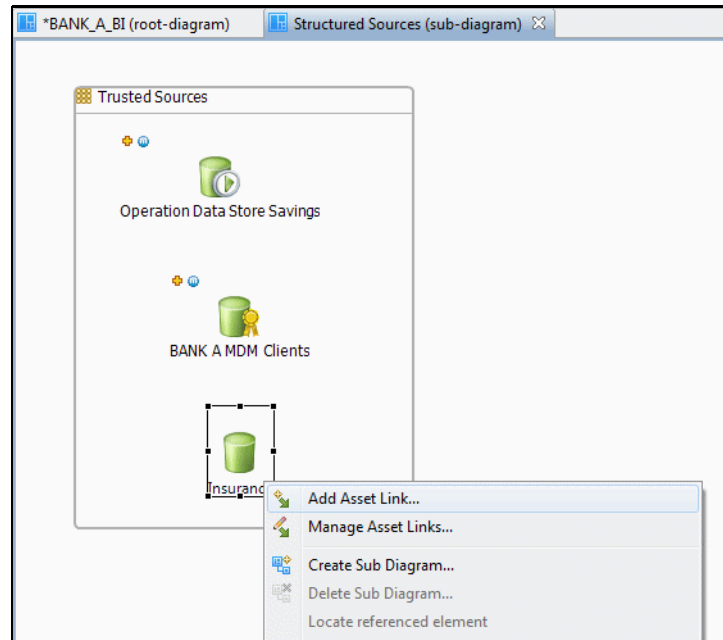 *BANK_A_BI (root-diagram) Structured Sources (sub-diagram)
Trusted Sources
Operation Data Store Savings
BANK A MDM Clients
Add Asset Link...
Manage Asset Links...
Create Sub Diagram...
Delete Sub Diagram...
Locate referenced element